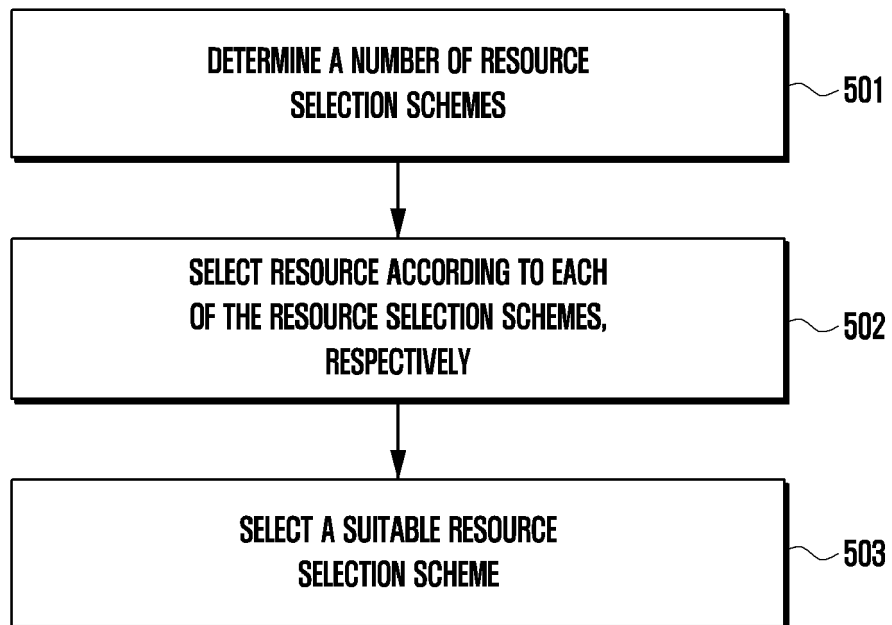 DETERMINE A NUMBER OF RESOURCE
SELECTION SCHEMES
501
SELECT RESOURCE ACCORDING TO EACH
OF THE RESOURCE SELECTION SCHEMES,
RESPECTIVELY
502
SELECT A SUITABLE RESOURCE
SELECTION SCHEME
503